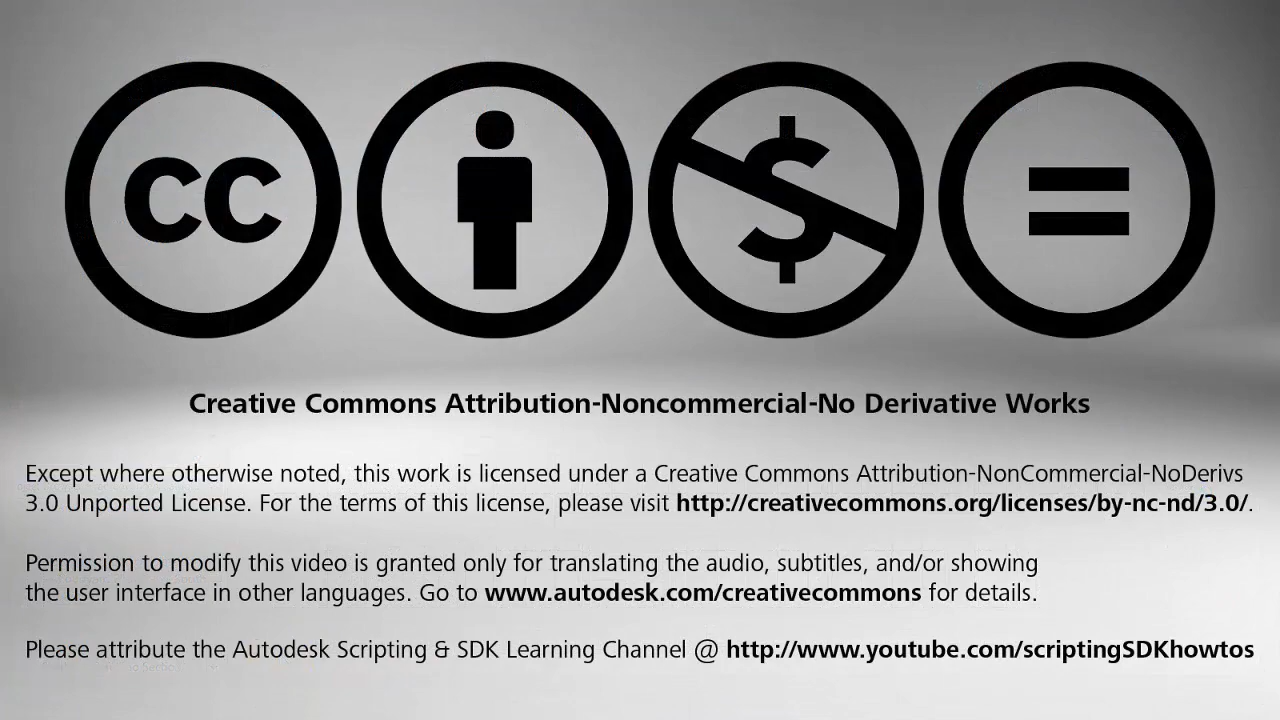 cc
$
=
Creative Commons Attribution-Noncommercial-No Derivative Works
Except where otherwise noted, this work is licensed under a Creative Commons Attribution-NonCommercial-NoDerivs
3.0 Unported License. For the terms of this license, please visit http://creativecommons.org/licenses/by-nc-nd/3.0/.
Permission to modify this video is granted only for translating the audio, subtitles, and/or showing
the user interface in other languages. Go to www.autodesk.com/creativecommons for details.
Please attribute the Autodesk Scripting & SDK Learning Channel @ http://www.youtube.com/scriptingSDKhowtos